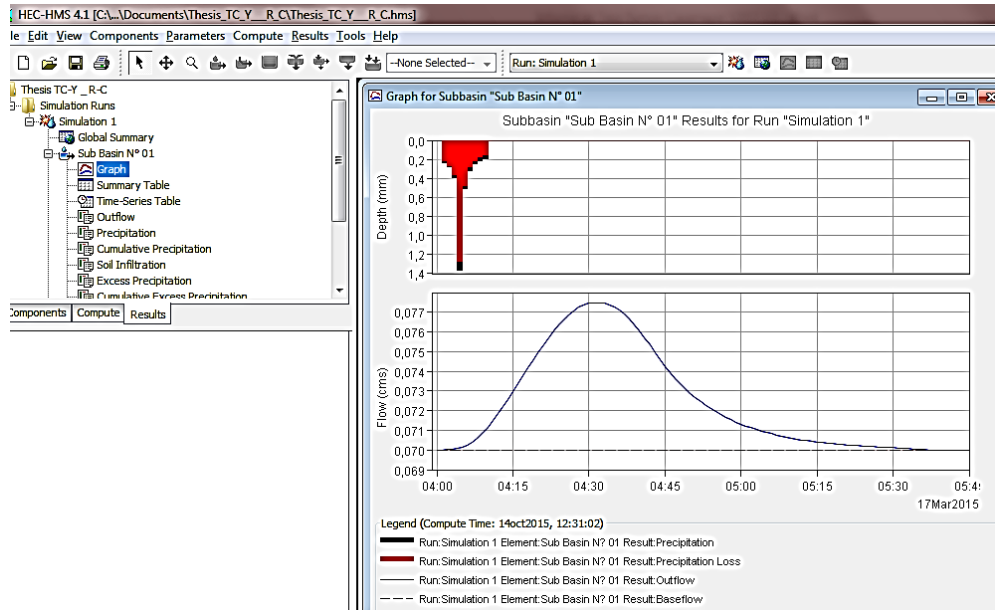 HEC-HMS 4.1 [C:\...\Documents\Thesis_TC_Y__R_C\Thesis_TC_Y__R_C.hms]
le Edit View Components Parameters Compute Results Tools Help
--None Selected-- Run: Simulation 1
Thesis TC-Y _R-C
Simulation Runs
Simulation 1
Global Summary
Sub Basin N° 01
Graph
Summary Table
Time-Series Table
Outflow
Precipitation
Cumulative Precipitation
Soil Infiltration
Excess Precipitation
Cumulative Excess Precipitation
Components Compute Results
Graph for Subbasin "Sub Basin N° 01"
Subbasin "Sub Basin N° 01" Results for Run "Simulation 1"
Depth (mm)
0,0
0,2
0,4
0,6
0,8
1,0
1,2
1,4
Flow (cms)
0,077
0,076
0,075
0,074
0,073
0,072
0,071
0,070
0,069
04:00 04:15 04:30 04:45 05:00 05:15 05:30 05:4
17Mar2015
Legend (Compute Time: 14oct2015, 12:31:02)
Run:Simulation 1 Element:Sub Basin N? 01 Result:Precipitation
Run:Simulation 1 Element:Sub Basin N? 01 Result:Precipitation Loss
Run:Simulation 1 Element:Sub Basin N? 01 Result:Outflow
Run:Simulation 1 Element:Sub Basin N? 01 Result:Baseflow